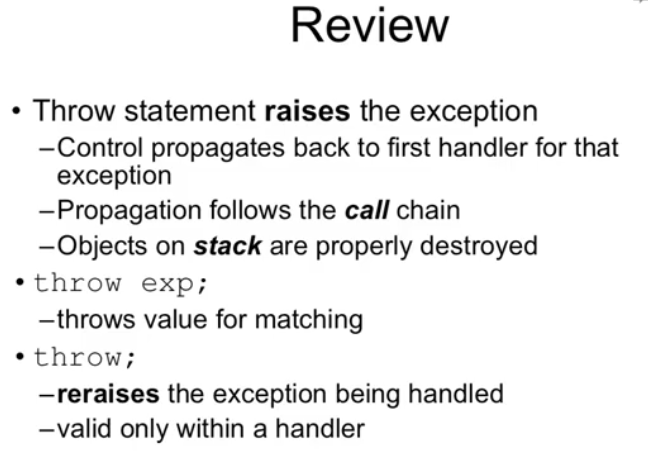 Review
• Throw statement raises the exception
–Control propagates back to first handler for that
exception
–Propagation follows the call chain
–Objects on stack are properly destroyed
• throw exp;
–throws value for matching
• throw;
–reraises the exception being handled
–valid only within a handler